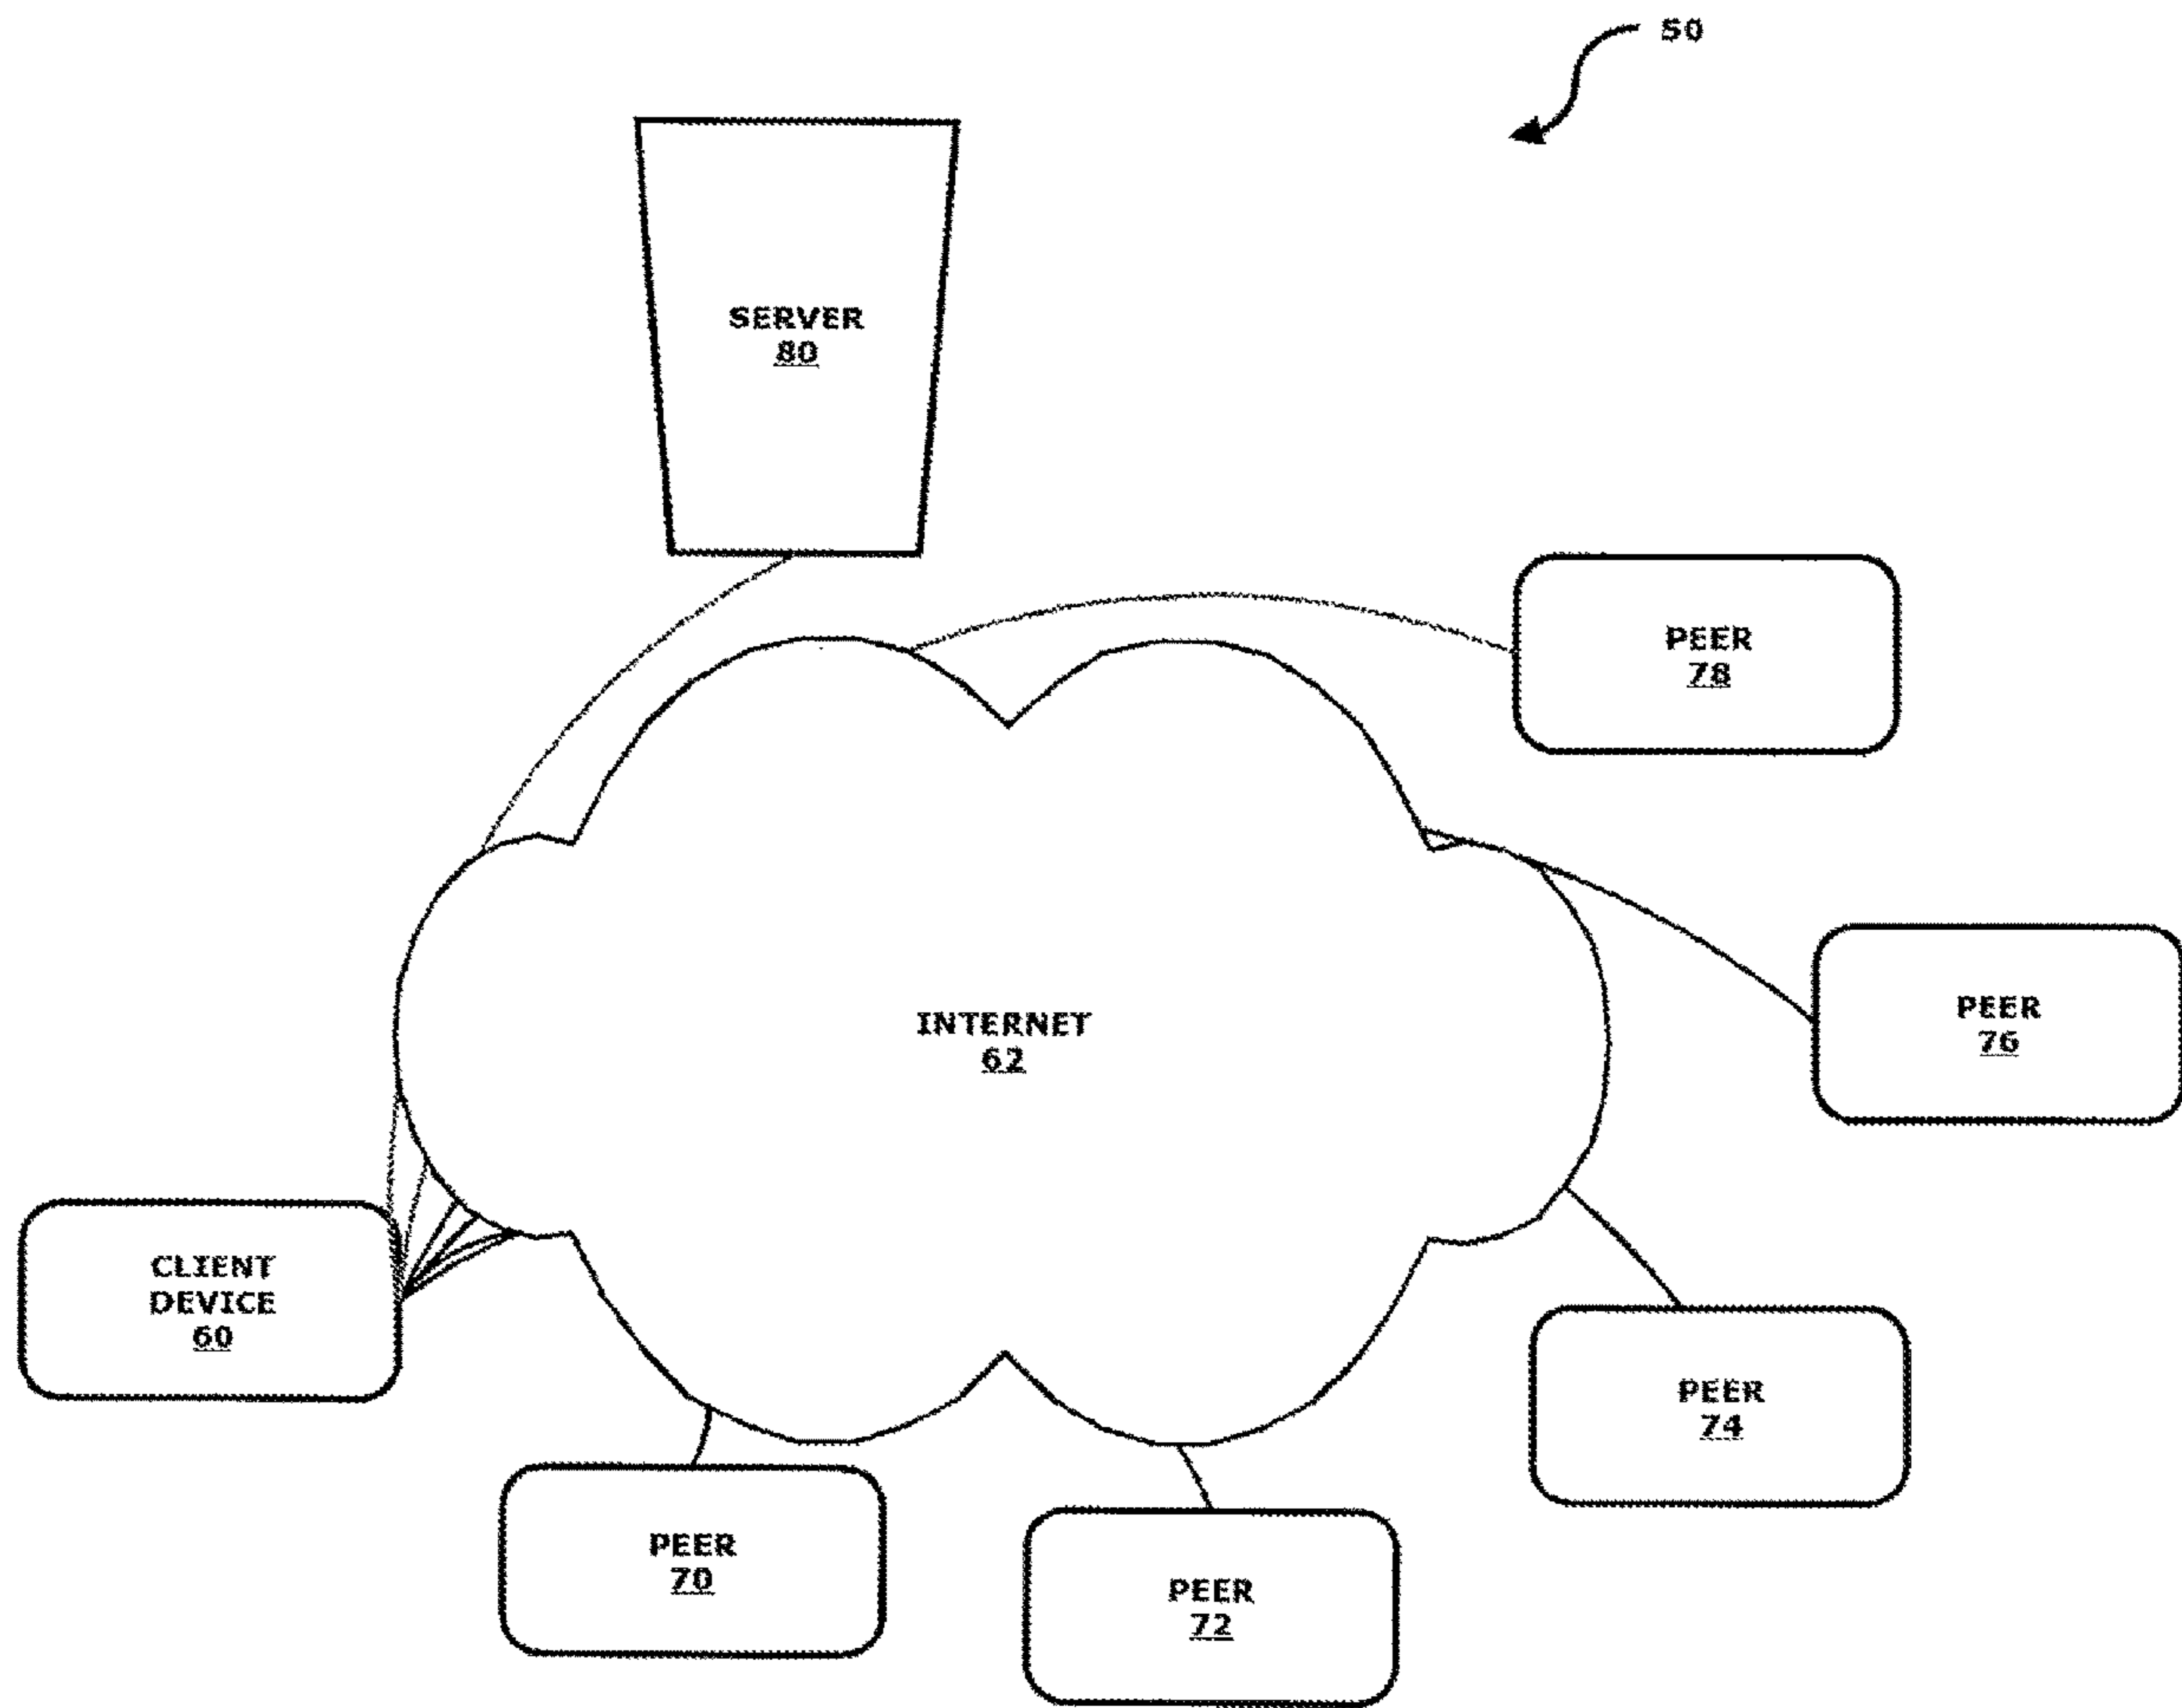 50
SERVER
80
PEER
78
INTERNET
62
PEER
76
CLIENT
DEVICE
60
PEER
74
PEER
70
PEER
72